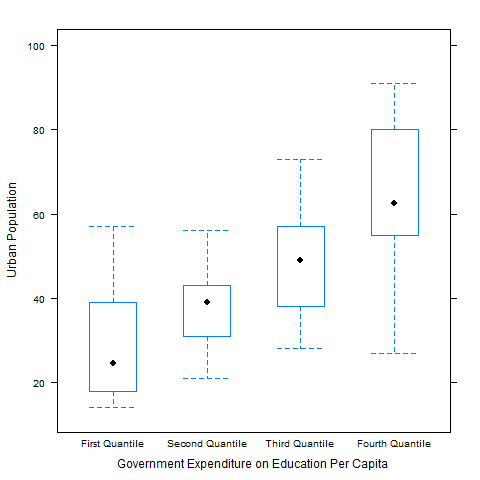 100
80
60
40
20
Urban Population
First Quantile
Second Quantile
Third Quantile
Fourth Quantile
Government Expenditure on Education Per Capita